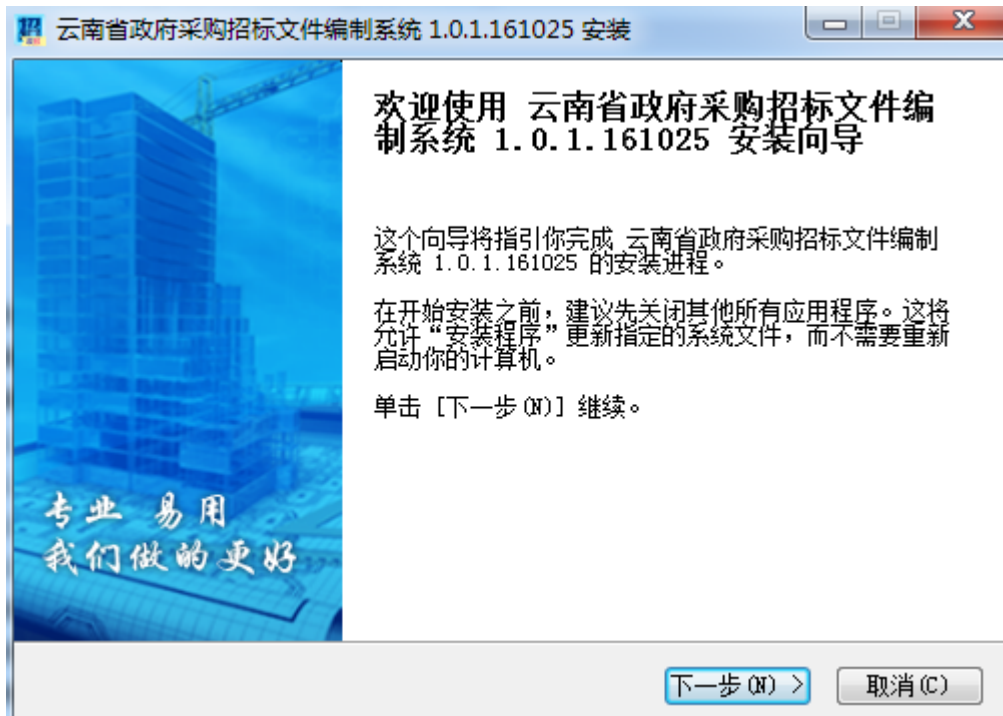 云南省政府采购招标文件编制系统 1.0.1.161025 安装
欢迎使用 云南省政府采购招标文件编
制系统 1.0.1.161025 安装向导
这个向导将指引你完成 云南省政府采购招标文件编制
系统 1.0.1.161025 的安装进程。
在开始安装之前，建议先关闭其他所有应用程序。这将
允许“安装程序”更新指定的系统文件，而不需要重新
启动你的计算机。
单击 [下一步(N)] 继续。
专业 易用
我们做的更好
下一步(N) >
取消(C)